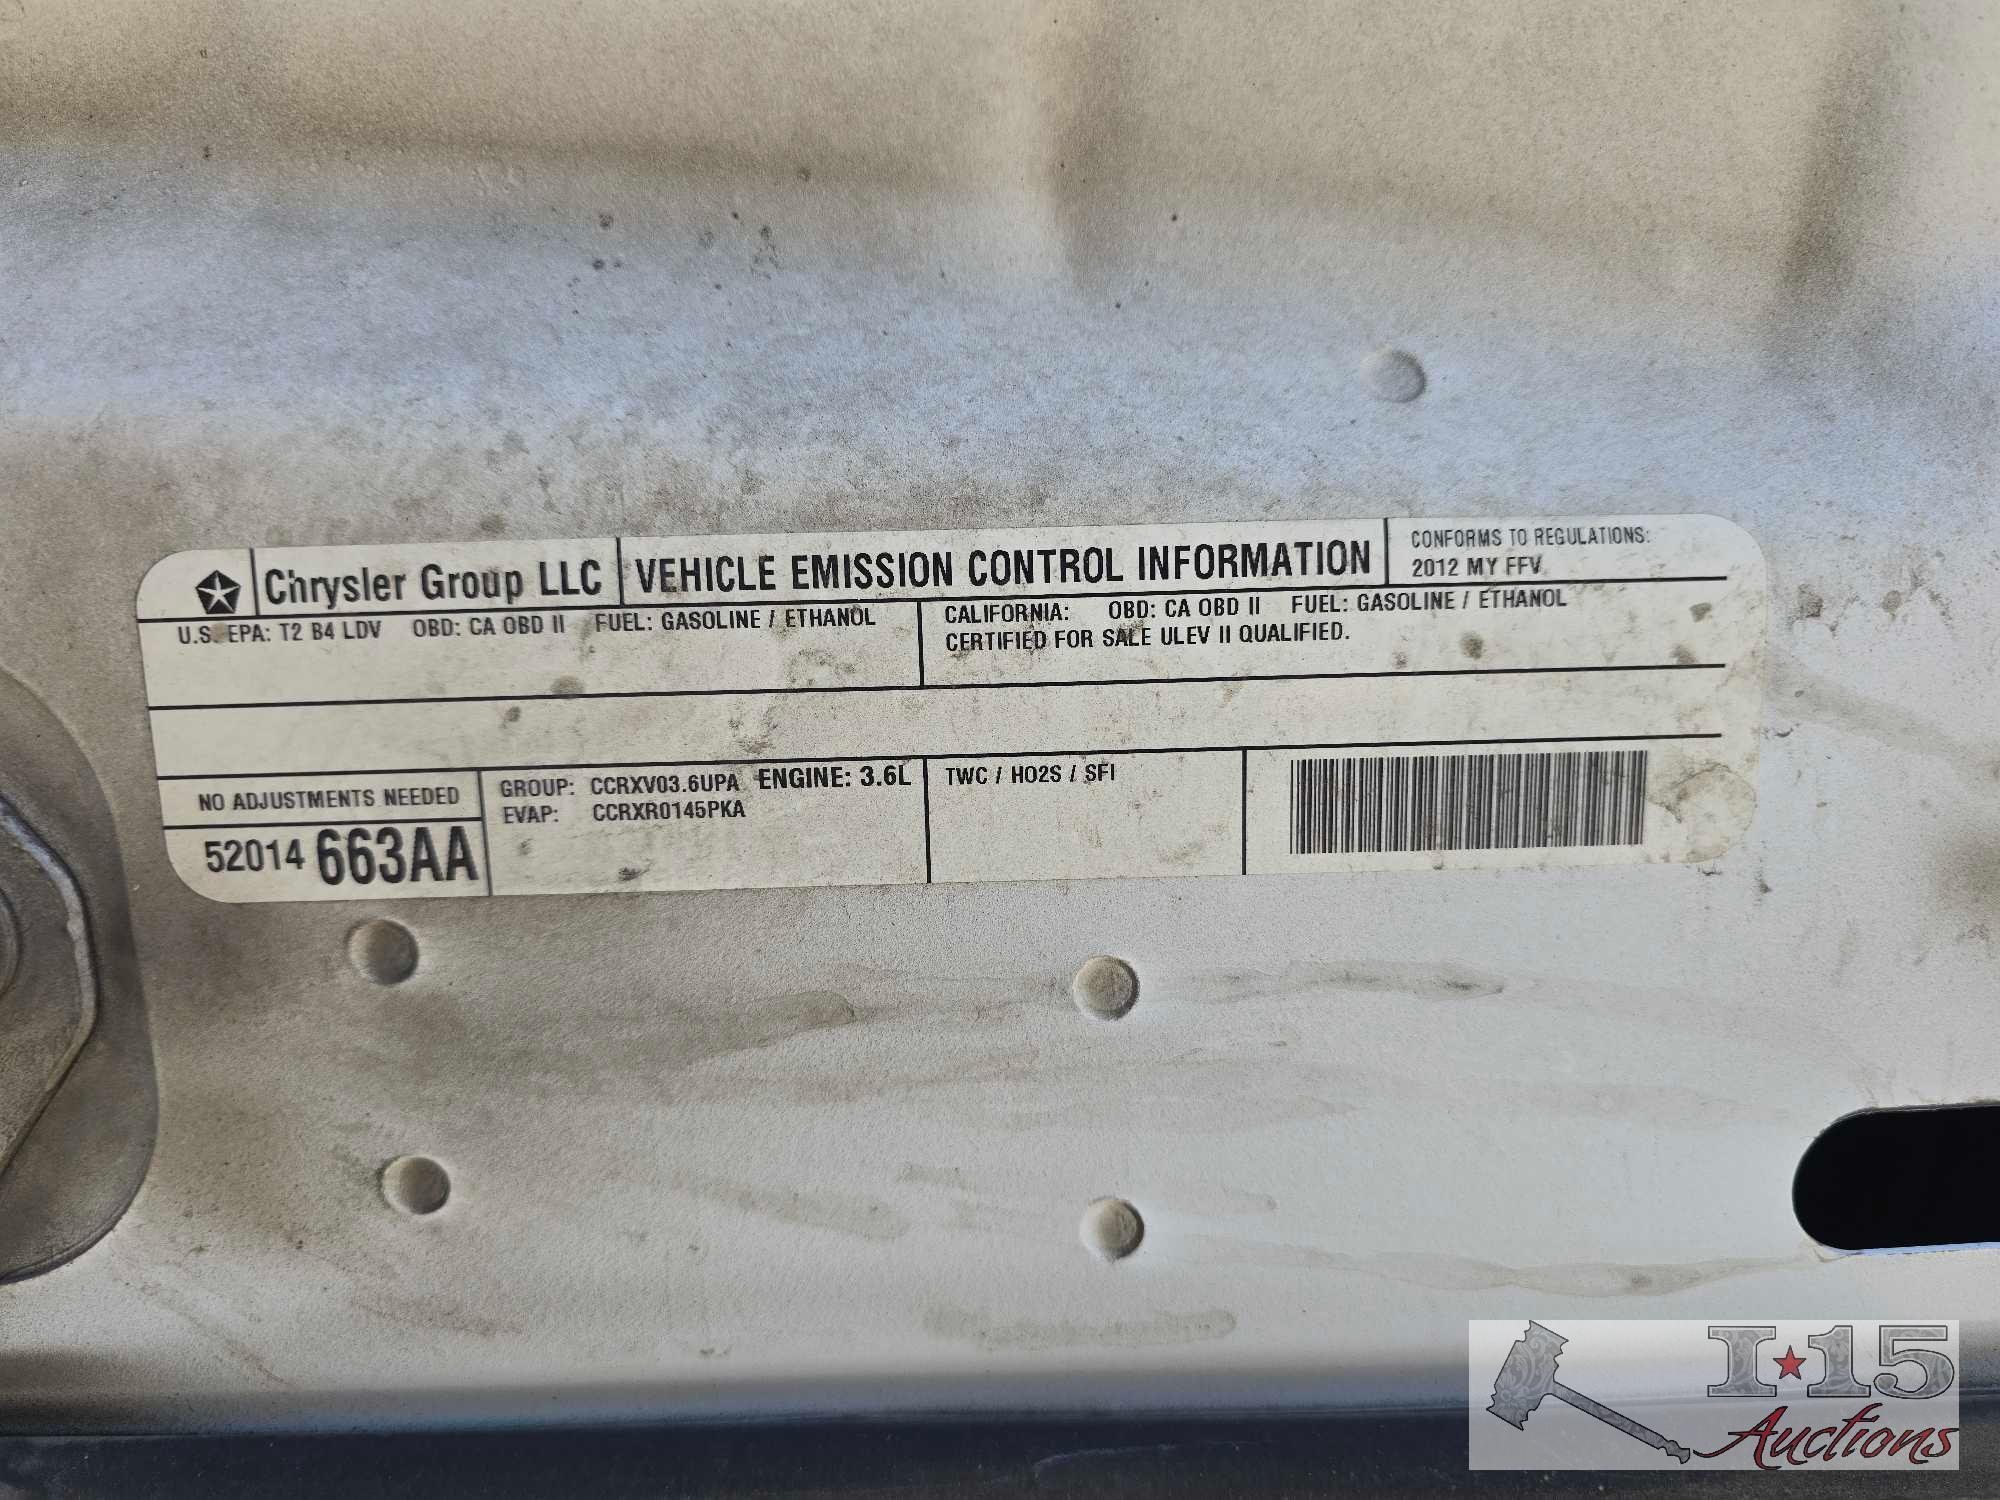 Chrysler Group LLC VEHICLE EMISSION CONTROL INFORMATION
CONFORMS TO REGULATIONS:
2012 MY FFV
U.S. EPA: T2 B4 LDV OBD: CA OBD II FUEL: GASOLINE / ETHANOL
CALIFORNIA: OBD: CA OBD II FUEL: GASOLINE / ETHANOL
CERTIFIED FOR SALE ULEV II QUALIFIED.
NO ADJUSTMENTS NEEDED
52014 663AA
GROUP: CCRXV03.6UPA ENGINE: 3.6L
EVAP: CCRXR0145PKA
TWC / HO2S / SFI
I-15
Auctions